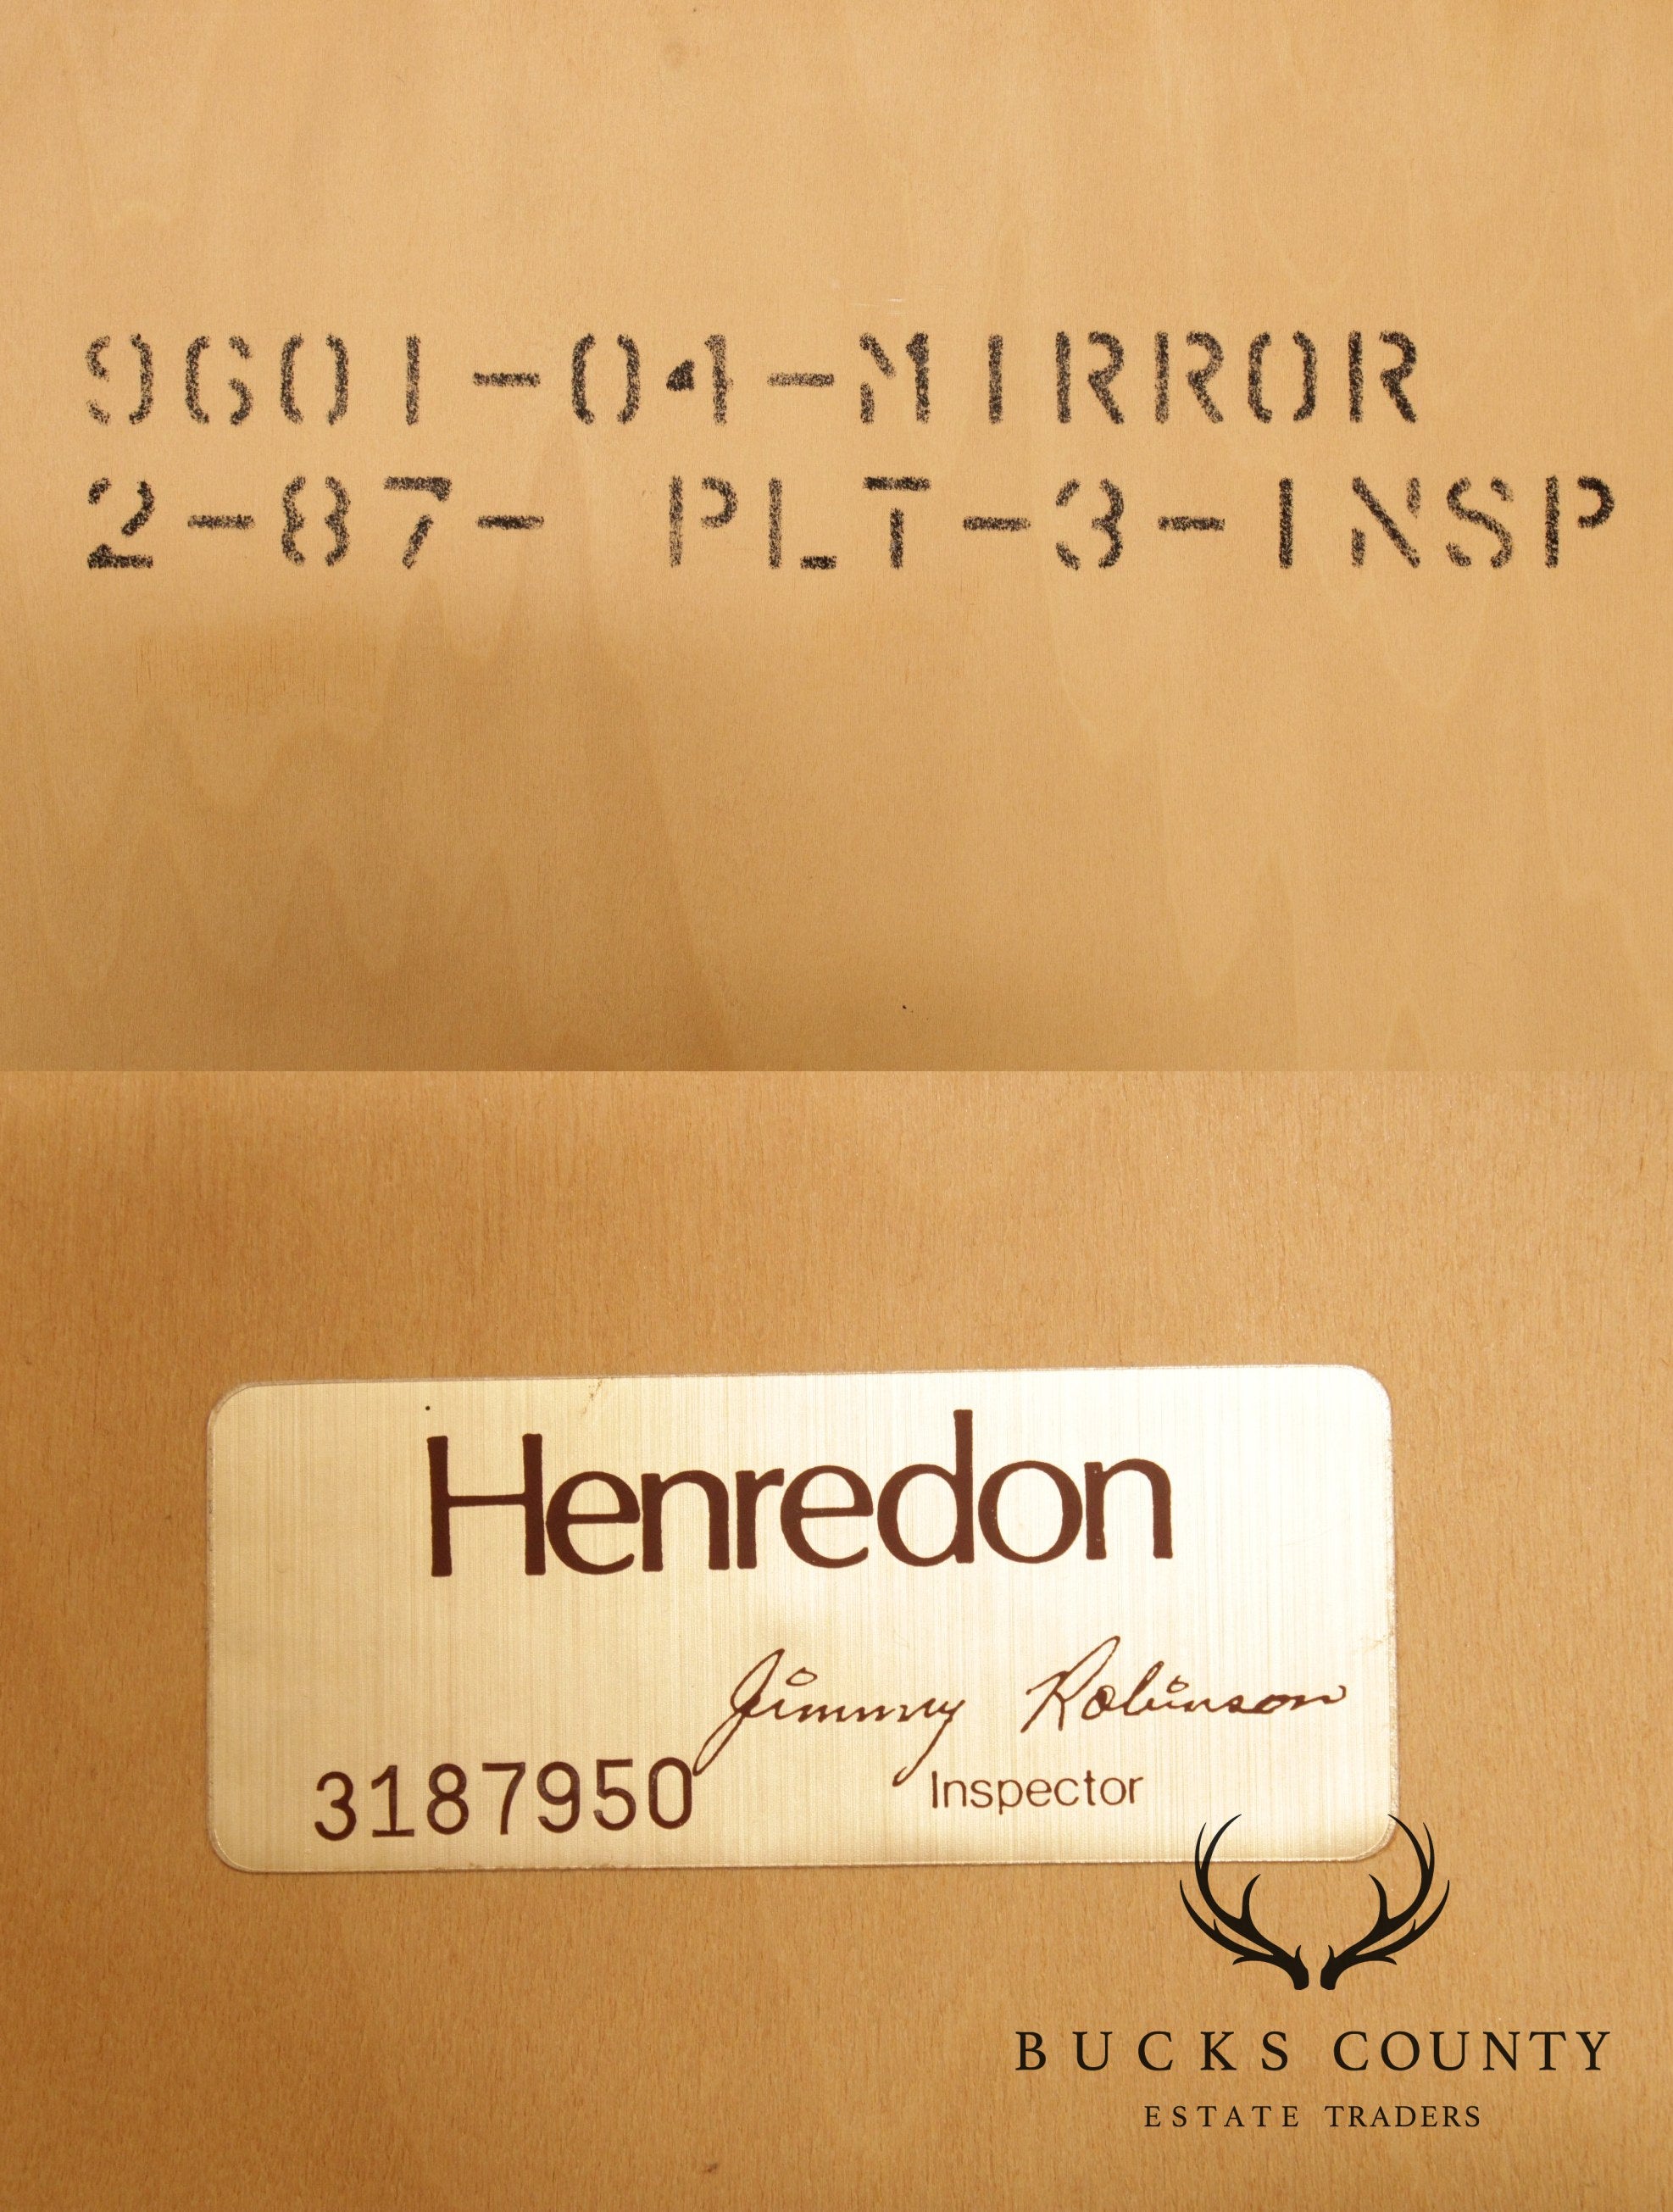 9601-04-MIRROR
2-87- PLT-3-INSP
Henredon
Jimmy Robinson
3187950
Inspector
BUCKS COUNTY
ESTATE TRADERS